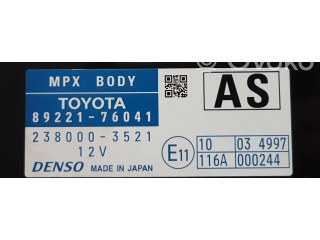 MPX BODY
TOYOTA
89221-76041
238000-3521
12V
DENSO MADE IN JAPAN
AS
E11
10 03 4997
116A 000244